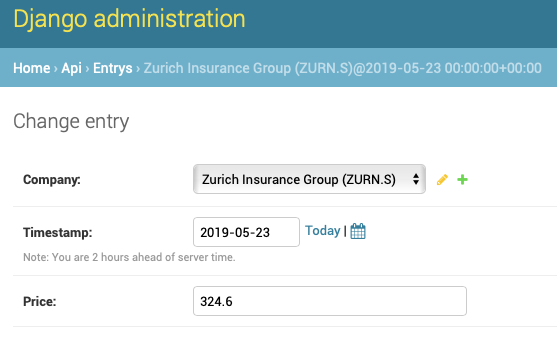 Django administration
Home › Api › Entrys › Zurich Insurance Group (ZURN.S)@2019-05-23 00:00:00+00:00
Change entry
Company: Zurich Insurance Group (ZURN.S)
Timestamp: 2019-05-23 Today |
Note: You are 2 hours ahead of server time.
Price: 324.6